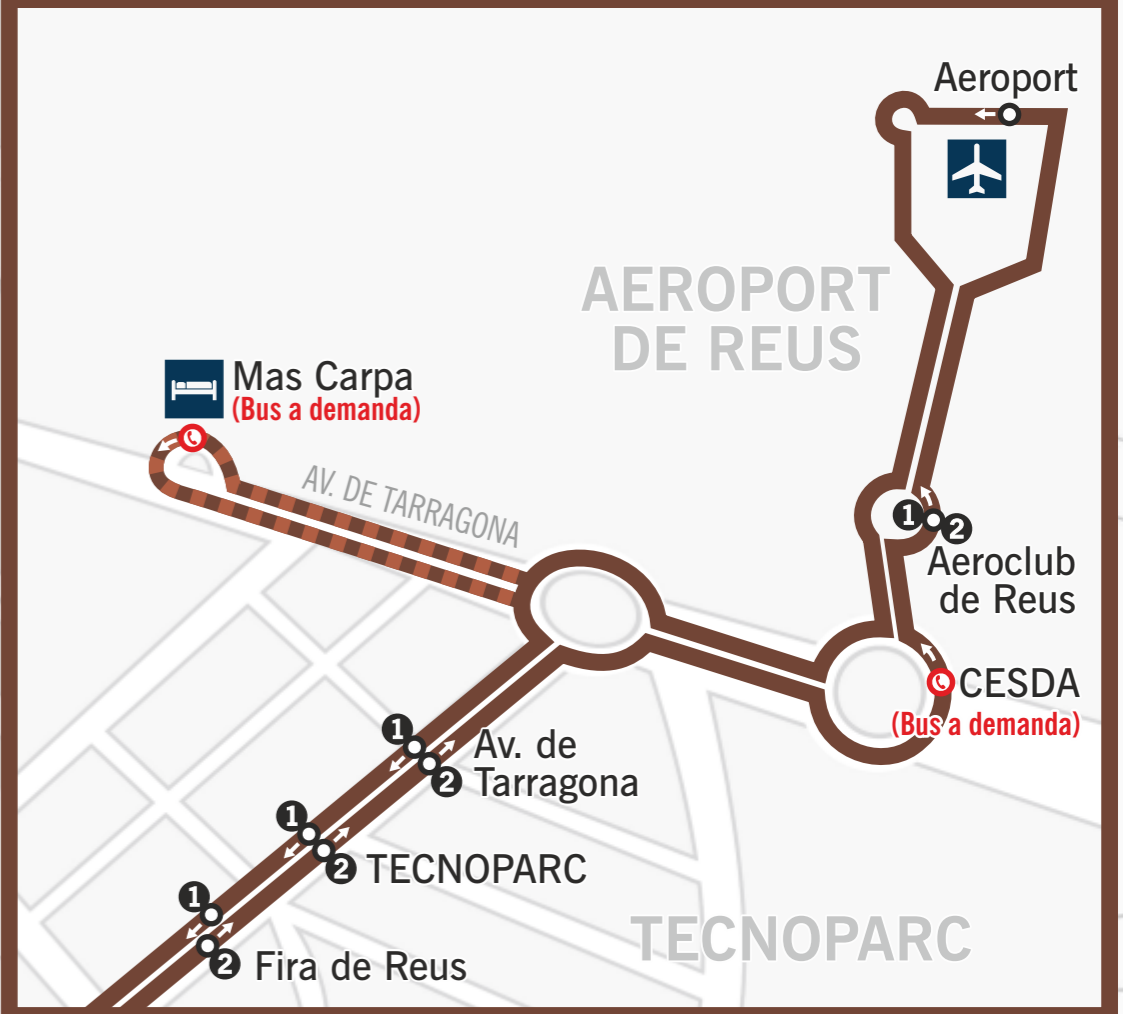 Aeroport
AEROPORT
DE REUS
Mas Carpa
(Bus a demanda)
AV. DE TARRAGONA
1
2
Aeroclub
de Reus
CESDA
(Bus a demanda)
1
2
Av. de
Tarragona
1
2
TECNOPARC
1
2
Fira de Reus
TECNOPARC